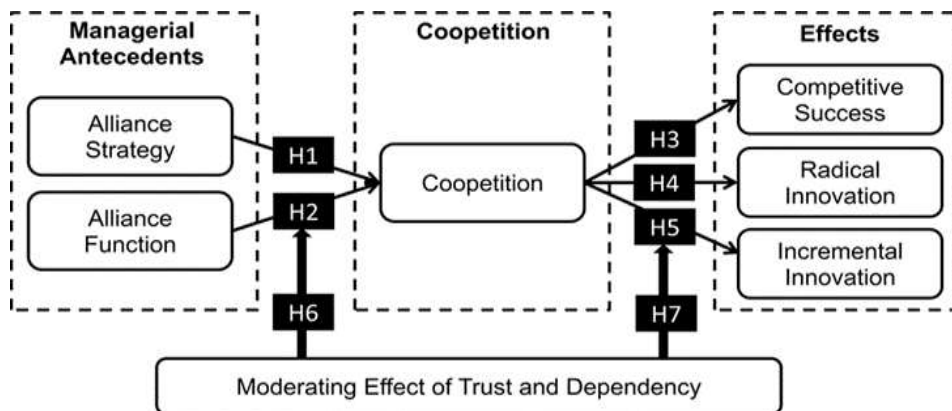 Managerial
Antecedents
Coopetition
Effects
Alliance
Strategy
Alliance
Function
H1
H2
Coopetition
H3
H4
H5
Competitive
Success
Radical
Innovation
Incremental
Innovation
H6
H7
Moderating Effect of Trust and Dependency